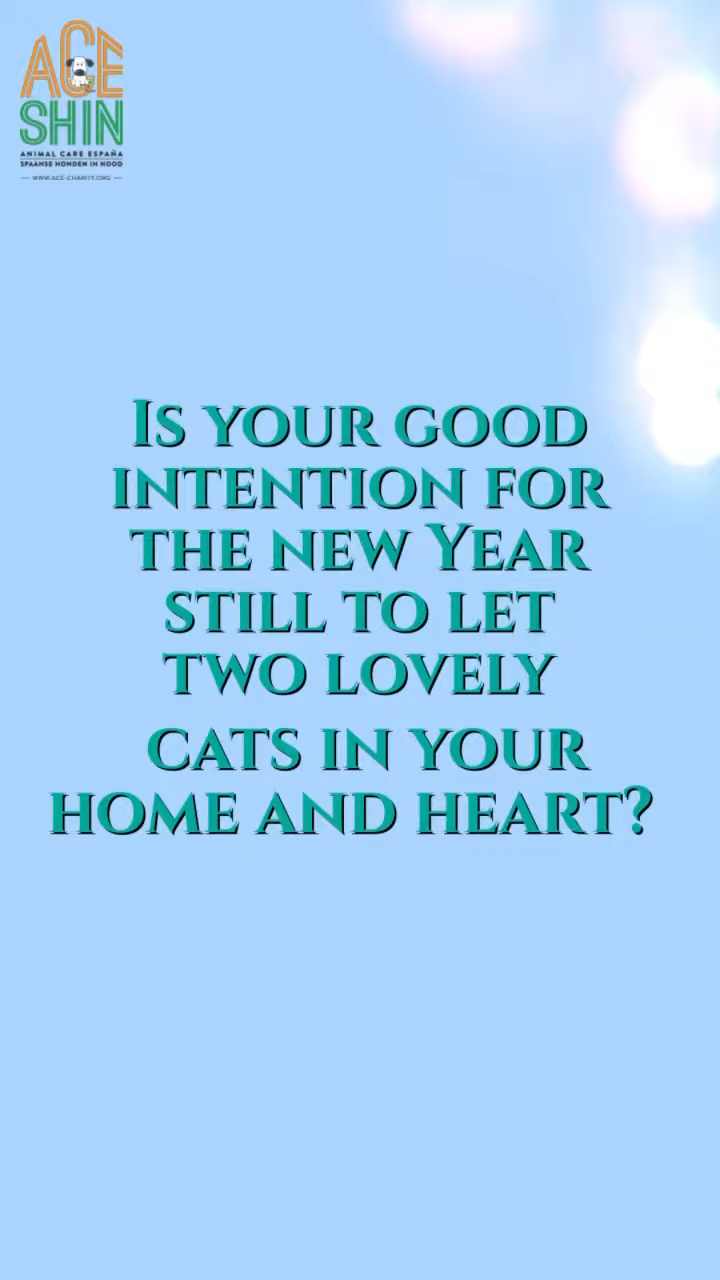 ACE
SHIN
ANIMAL CARE ESPAÑA
SPAANSE HONDEN IN NOOD
WWW.ACE-CHARITY.ORG
Is your good
intention for
the new Year
still to let
two lovely
cats in your
home and heart?